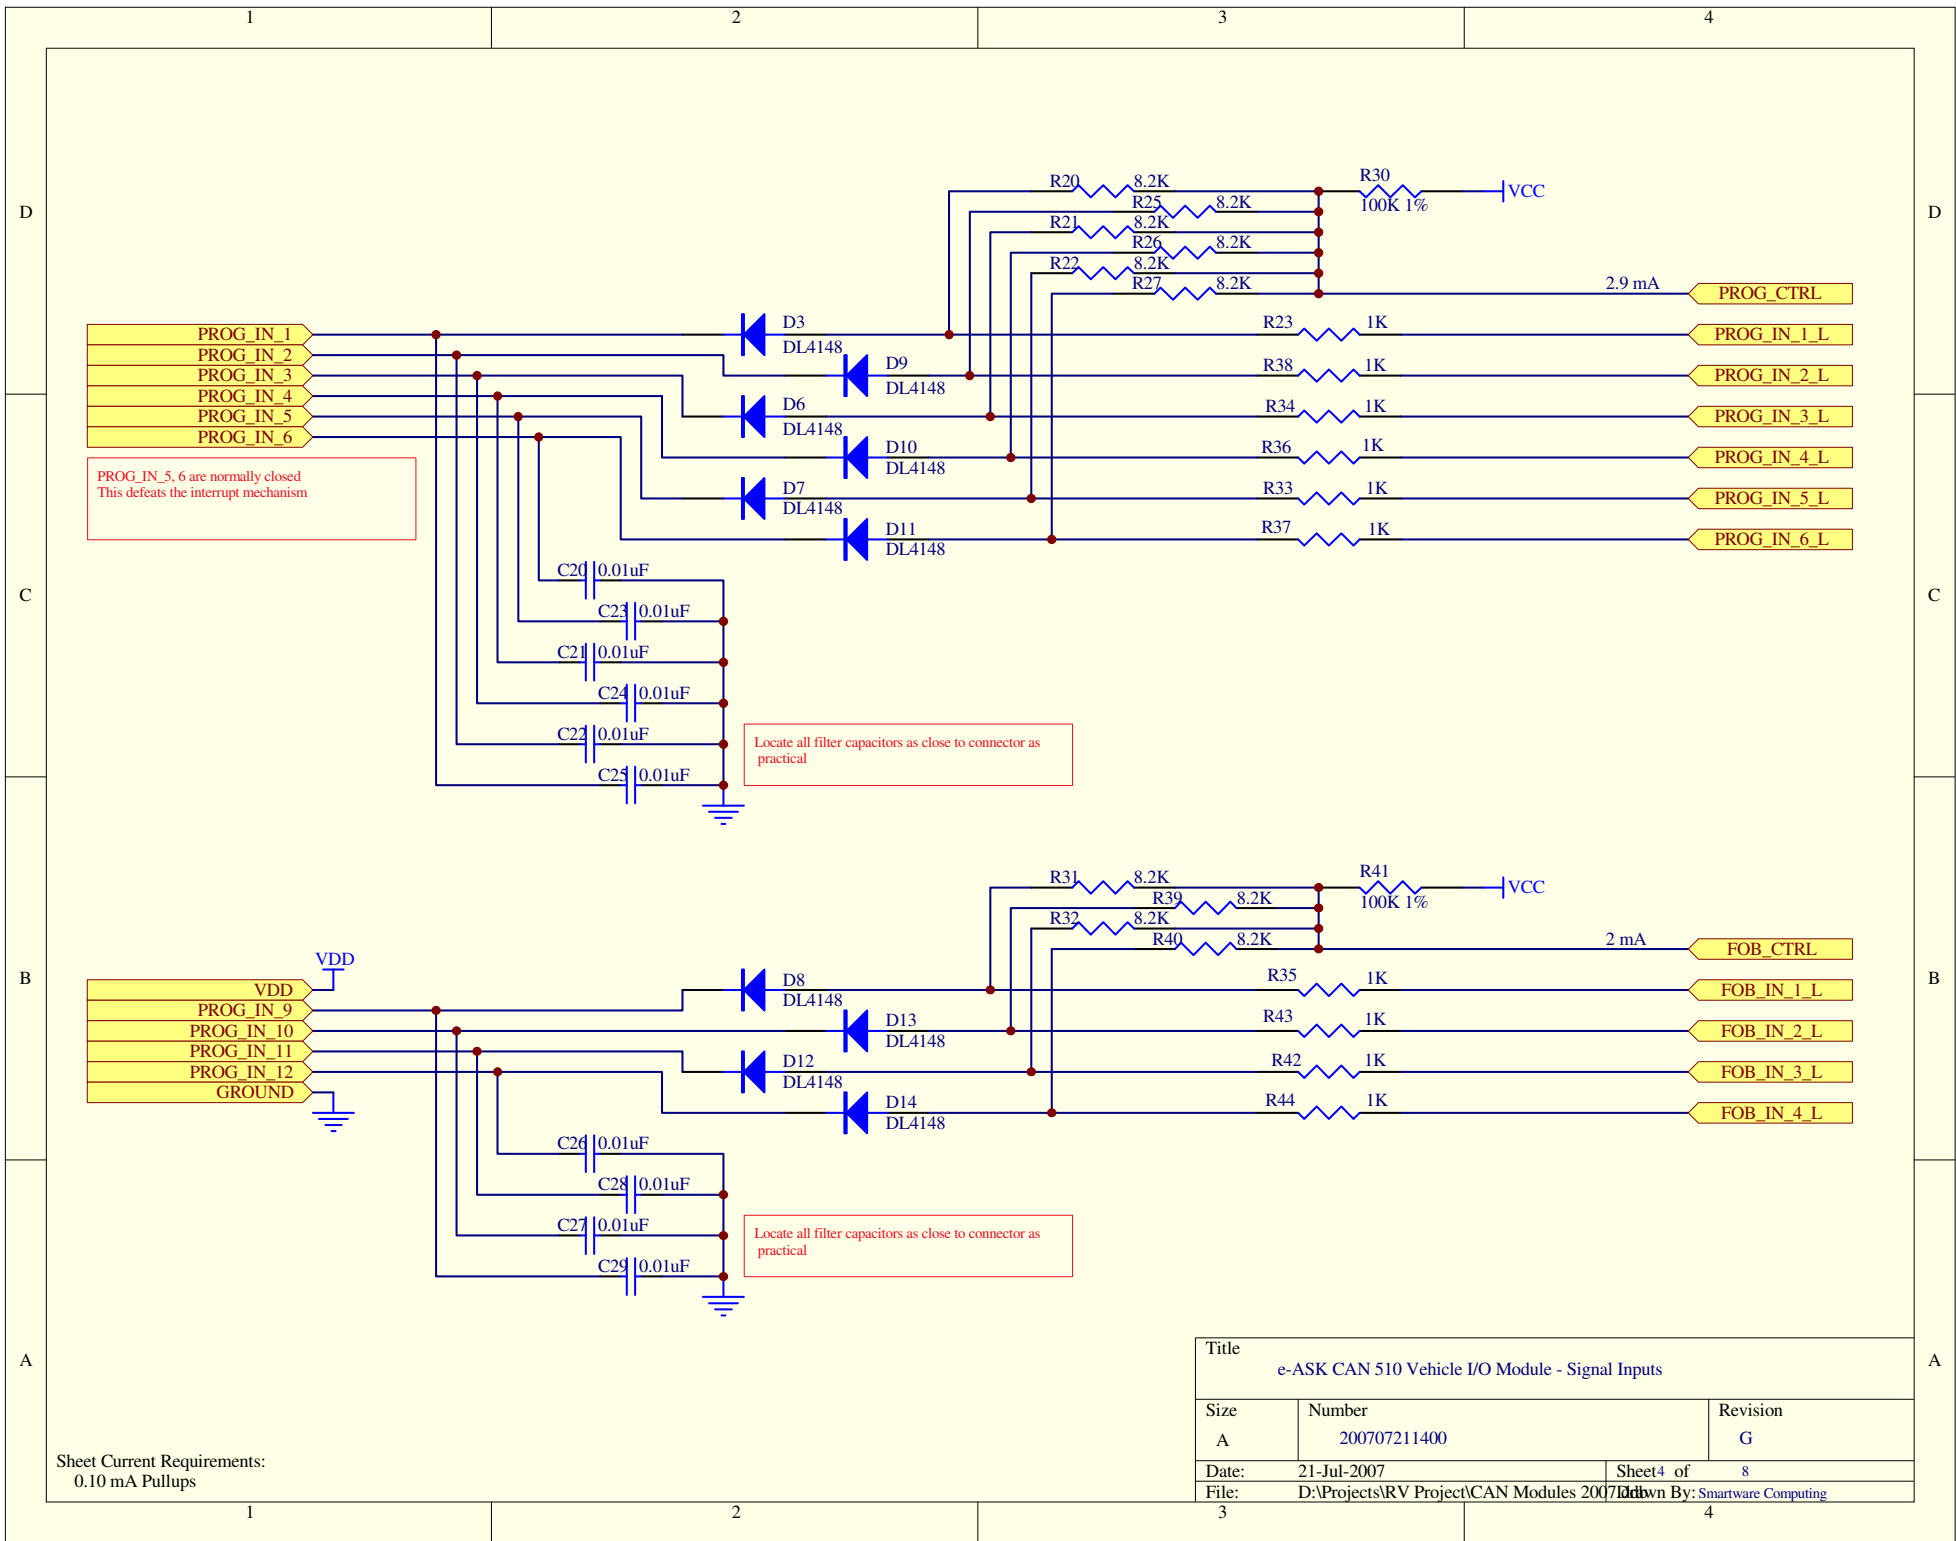 1 2 3 4
D D
C C
B B
A A
R20 8.2K
R25 8.2K
R21 8.2K
R26 8.2K
R22 8.2K
R27 8.2K
R30
100K 1%
VCC
2.9 mA
PROG_CTRL
PROG_IN_1
PROG_IN_2
PROG_IN_3
PROG_IN_4
PROG_IN_5
PROG_IN_6
D3
DL4148
D9
DL4148
D6
DL4148
D10
DL4148
D7
DL4148
D11
DL4148
R23 1K
PROG_IN_1_L
R38 1K
PROG_IN_2_L
R34 1K
PROG_IN_3_L
R36 1K
PROG_IN_4_L
R33 1K
PROG_IN_5_L
R37 1K
PROG_IN_6_L
PROG_IN_5, 6 are normally closed
This defeats the interrupt mechanism
C20 0.01uF
C23 0.01uF
C21 0.01uF
C24 0.01uF
C22 0.01uF
C25 0.01uF
Locate all filter capacitors as close to connector as
practical
R31 8.2K
R39 8.2K
R32 8.2K
R40 8.2K
R41
100K 1%
VCC
2 mA
FOB_CTRL
VDD
VDD
PROG_IN_9
PROG_IN_10
PROG_IN_11
PROG_IN_12
GROUND
D8
DL4148
D13
DL4148
D12
DL4148
D14
DL4148
R35 1K
FOB_IN_1_L
R43 1K
FOB_IN_2_L
R42 1K
FOB_IN_3_L
R44 1K
FOB_IN_4_L
C26 0.01uF
C28 0.01uF
C27 0.01uF
C29 0.01uF
Locate all filter capacitors as close to connector as
practical
Sheet Current Requirements:
0.10 mA Pullups
Title
e-ASK CAN 510 Vehicle I/O Module - Signal Inputs
Size Number Revision
A 200707211400 G
Date: 21-Jul-2007 Sheet4 of 8
File: D:\Projects\RV Project\CAN Modules 2007 Drawn By: Smartware Computing
1 2 3 4